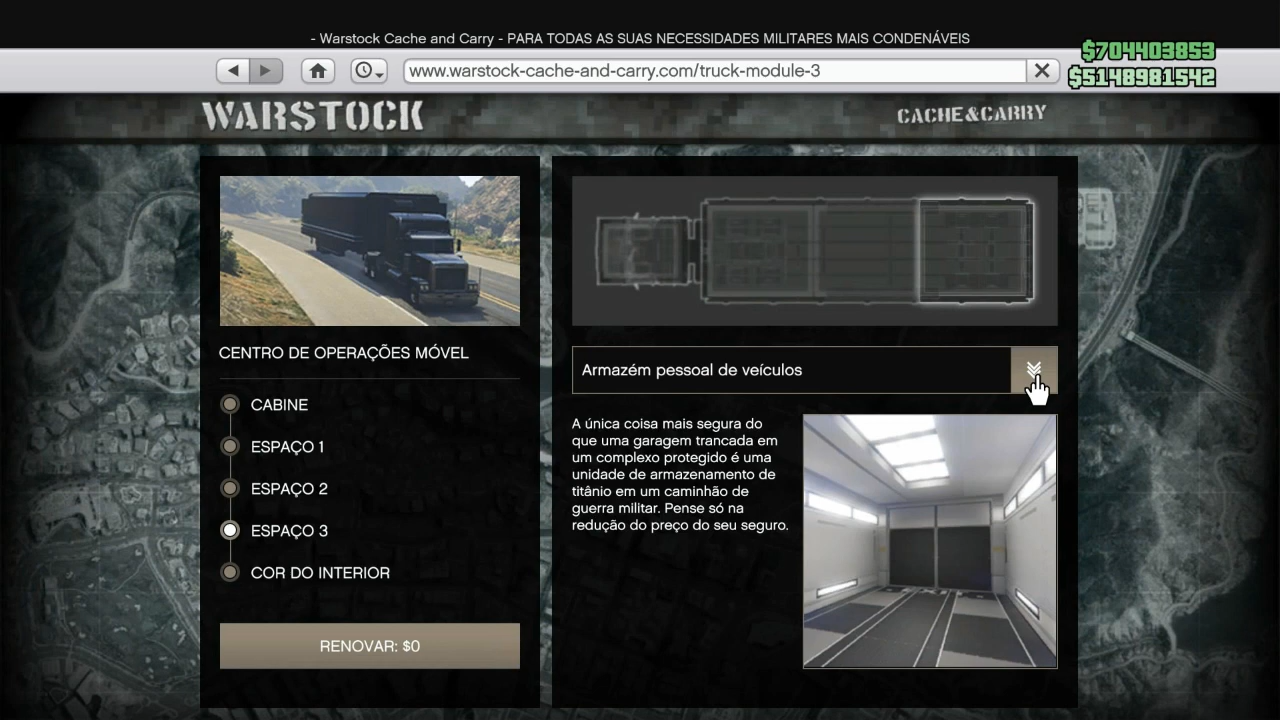 - Warstock Cache and Carry - PARA TODAS AS SUAS NECESSIDADES MILITARES MAIS CONDENÁVEIS
$704403853
www.warstock-cache-and-carry.com/truck-module-3
$5148981542
WARSTOCK
CACHE&CARRY
CENTRO DE OPERAÇÕES MÓVEL
CABINE
ESPAÇO 1
ESPAÇO 2
ESPAÇO 3
COR DO INTERIOR
RENOVAR: $0
Armazém pessoal de veículos
A única coisa mais segura do
que uma garagem trancada em
um complexo protegido é uma
unidade de armazenamento de
titânio em um caminhão de
guerra militar. Pense só na
redução do preço do seu seguro.